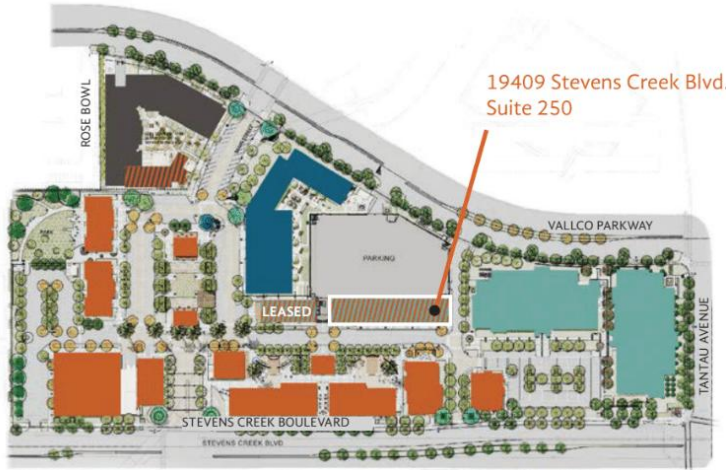 19409 Stevens Creek Blvd.
Suite 250
ROSE BOWL
VALLCO PARKWAY
PARKING
LEASED
TANTAU AVENUE
STEVENS CREEK BOULEVARD
STEVENS CREEK BLVD